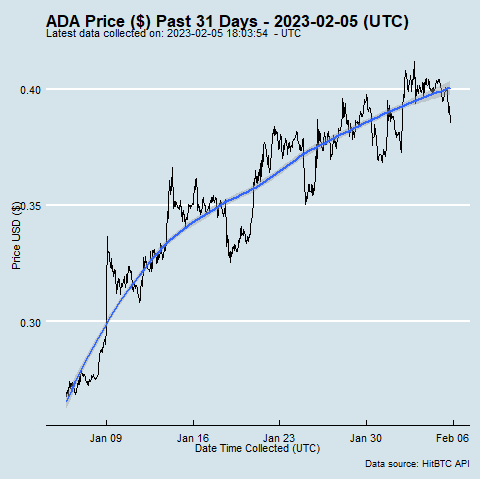 ADA Price ($) Past 31 Days - 2023-02-05 (UTC)
Latest data collected on: 2023-02-05 18:03:54 - UTC
0.40
0.35
0.30
Price USD ($)
Jan 09 Jan 16 Jan 23 Jan 30 Feb 06
Date Time Collected (UTC)
Data source: HitBTC API